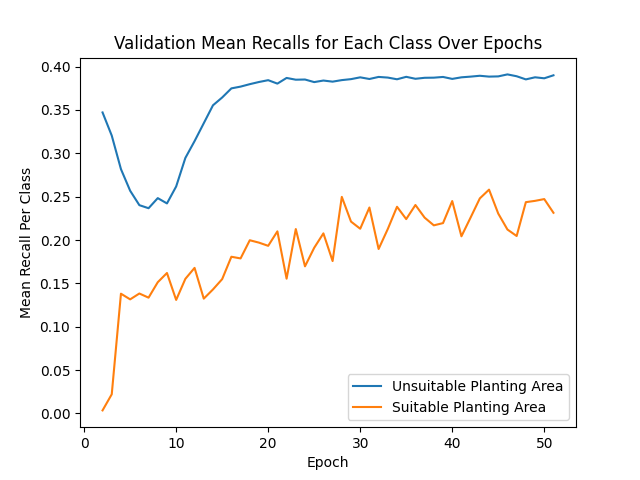 Validation Mean Recalls for Each Class Over Epochs
Mean Recall Per Class
0.40
0.35
0.30
0.25
0.20
0.15
0.10
0.05
0.00
Unsuitable Planting Area
Suitable Planting Area
0 10 20 30 40 50
Epoch